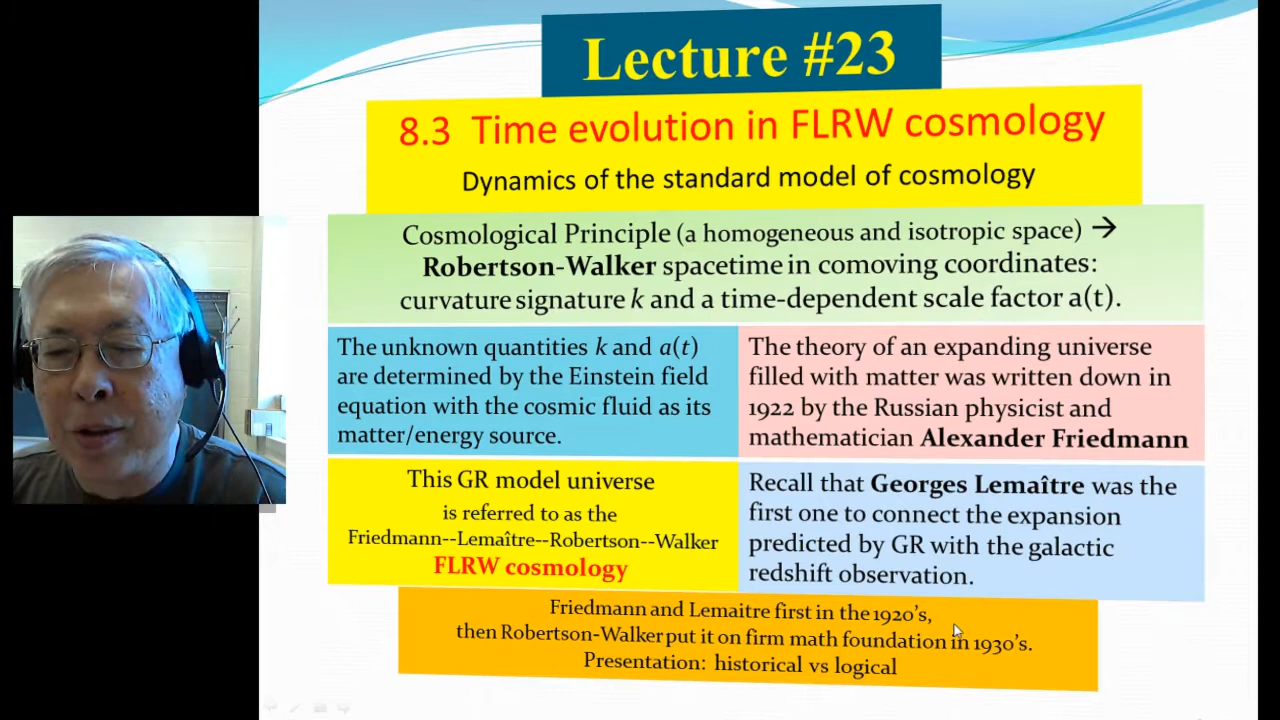 Lecture #23
8.3 Time evolution in FLRW cosmology
Dynamics of the standard model of cosmology
Cosmological Principle (a homogeneous and isotropic space) →
Robertson-Walker spacetime in comoving coordinates:
curvature signature k and a time-dependent scale factor a(t).
The unknown quantities k and a(t)
are determined by the Einstein field
equation with the cosmic fluid as its
matter/energy source.
The theory of an expanding universe
filled with matter was written down in
1922 by the Russian physicist and
mathematician Alexander Friedmann
This GR model universe
is referred to as the
Friedmann--Lemaître--Robertson--Walker
FLRW cosmology
Recall that Georges Lemaître was the
first one to connect the expansion
predicted by GR with the galactic
redshift observation.
Friedmann and Lemaitre first in the 1920's,
then Robertson-Walker put it on firm math foundation in 1930's.
Presentation: historical vs logical